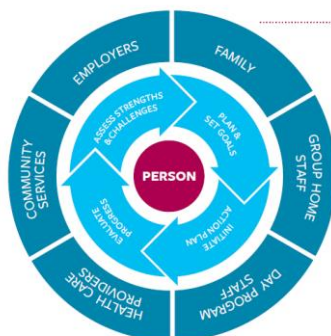 EMPLOYERS
FAMILY
GROUP HOME
STAFF
DAY PROGRAM
STAFF
HEALTH CARE
PROVIDERS
COMMUNITY
SERVICES
ASSESS STRENGTHS
& CHALLENGES
PLAN &
SET GOALS
INITIATE
ACTION PLAN
EVALUATE
PROGRESS
PERSON